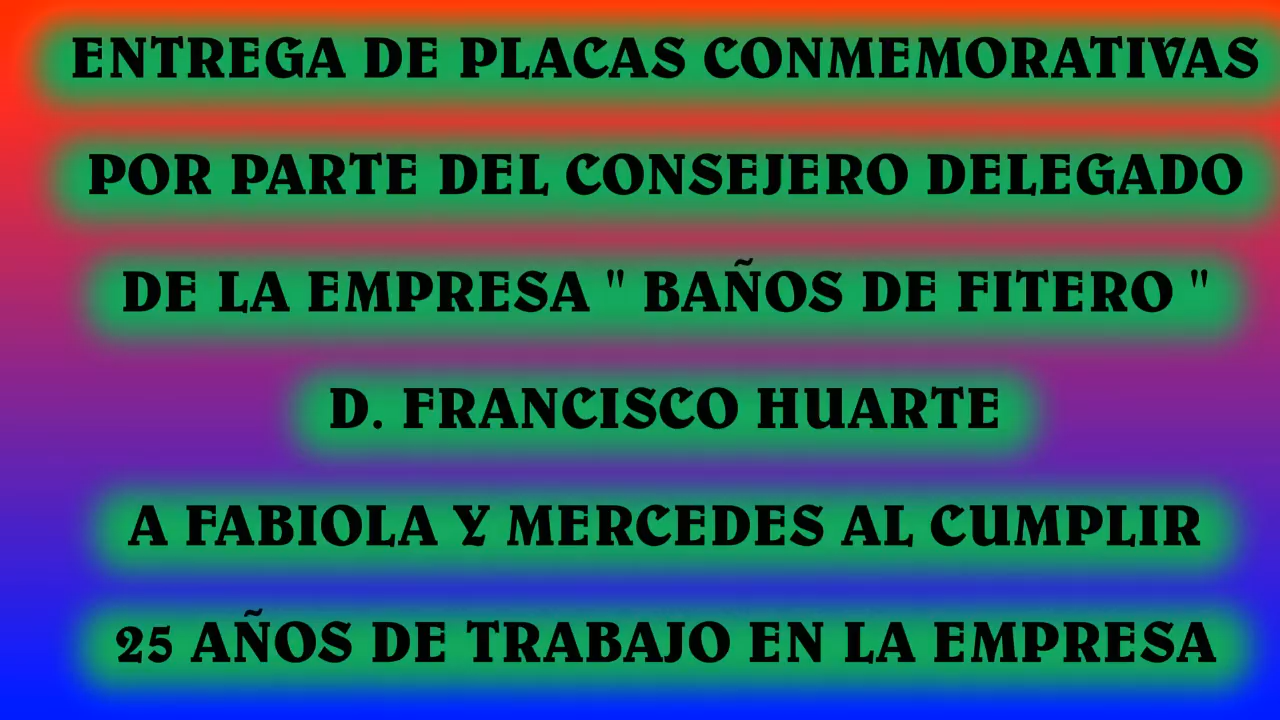 ENTREGA DE PLACAS CONMEMORATIVAS
POR PARTE DEL CONSEJERO DELEGADO
DE LA EMPRESA " BAÑOS DE FITERO "
D. FRANCISCO HUARTE
A FABIOLA Y MERCEDES AL CUMPLIR
25 AÑOS DE TRABAJO EN LA EMPRESA